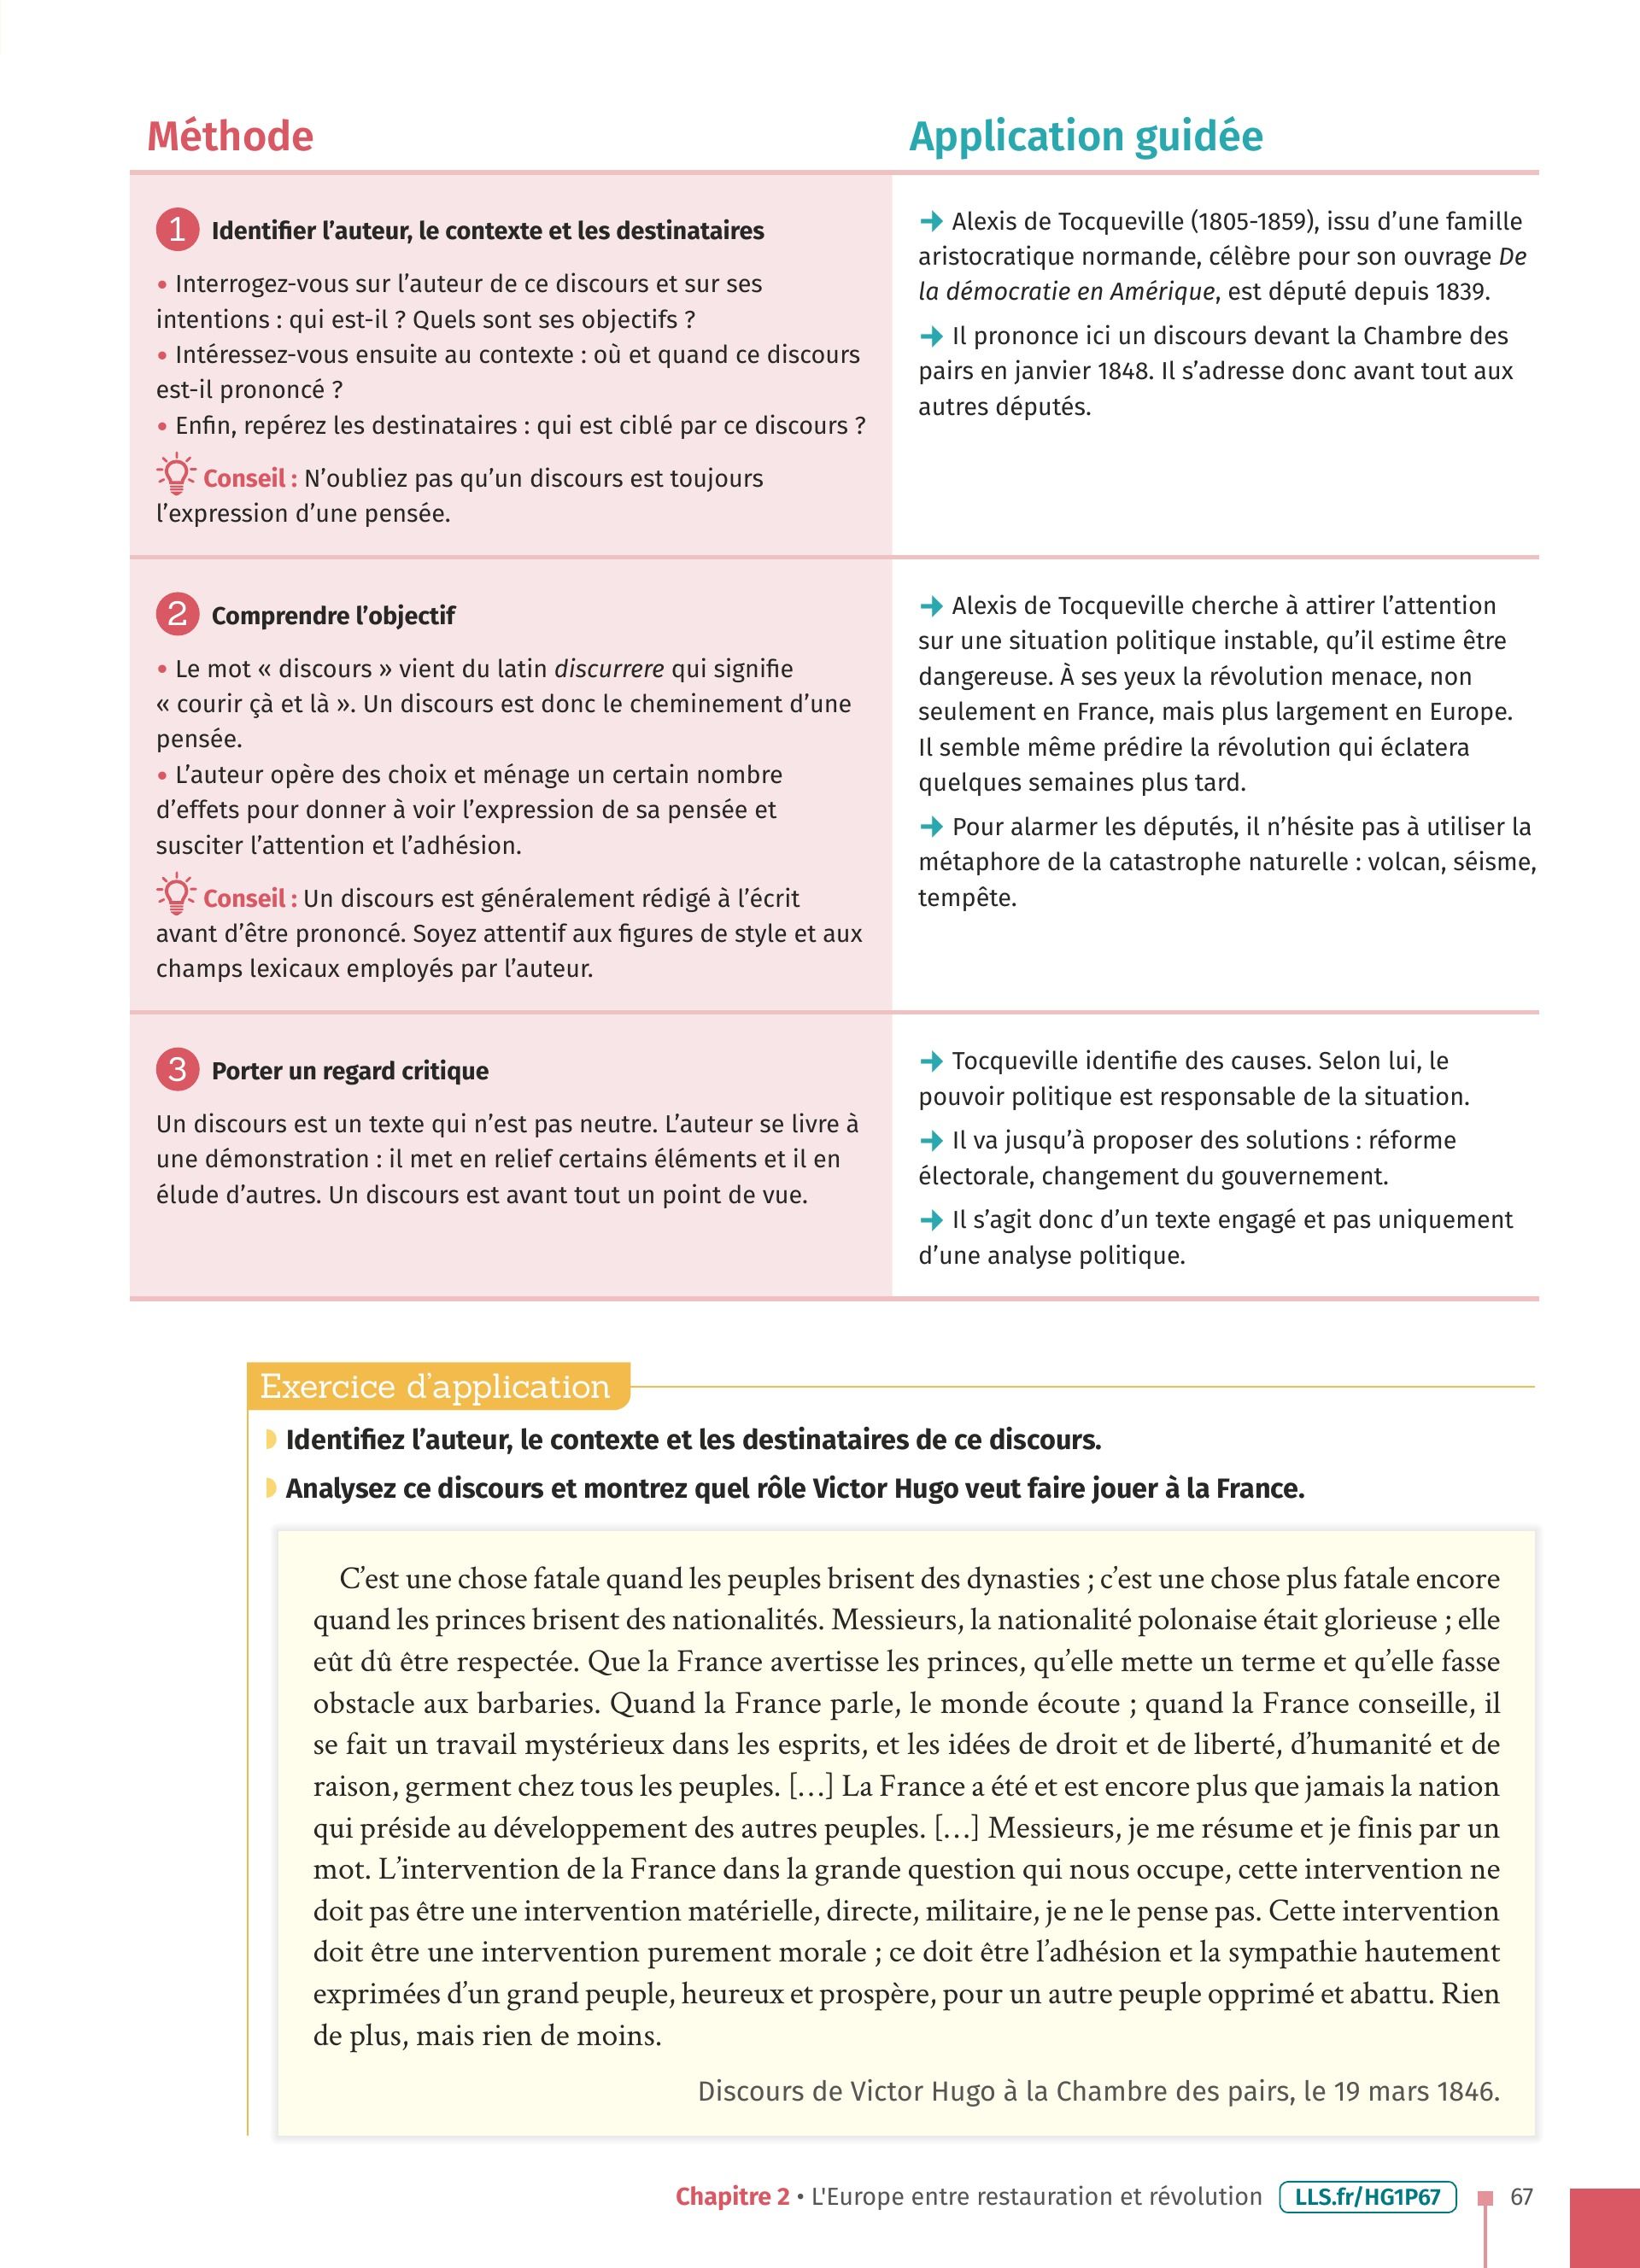 Méthode
Application guidée
1 Identifier l’auteur, le contexte et les destinataires
• Interrogez-vous sur l’auteur de ce discours et sur ses
intentions : qui est-il ? Quels sont ses objectifs ?
• Intéressez-vous ensuite au contexte : où et quand ce discours
est-il prononcé ?
• Enfin, repérez les destinataires : qui est ciblé par ce discours ?
Conseil : N’oubliez pas qu’un discours est toujours
l’expression d’une pensée.
➔ Alexis de Tocqueville (1805-1859), issu d’une famille
aristocratique normande, célèbre pour son ouvrage De
la démocratie en Amérique, est député depuis 1839.
➔ Il prononce ici un discours devant la Chambre des
pairs en janvier 1848. Il s’adresse donc avant tout aux
autres députés.
2 Comprendre l’objectif
• Le mot « discours » vient du latin discurrere qui signifie
« courir çà et là ». Un discours est donc le cheminement d’une
pensée.
• L’auteur opère des choix et ménage un certain nombre
d’effets pour donner à voir l’expression de sa pensée et
susciter l’attention et l’adhésion.
Conseil : Un discours est généralement rédigé à l’écrit
avant d’être prononcé. Soyez attentif aux figures de style et aux
champs lexicaux employés par l’auteur.
➔ Alexis de Tocqueville cherche à attirer l’attention
sur une situation politique instable, qu’il estime être
dangereuse. À ses yeux la révolution menace, non
seulement en France, mais plus largement en Europe.
Il semble même prédire la révolution qui éclatera
quelques semaines plus tard.
➔ Pour alarmer les députés, il n’hésite pas à utiliser la
métaphore de la catastrophe naturelle : volcan, séisme,
tempête.
3 Porter un regard critique
Un discours est un texte qui n’est pas neutre. L’auteur se livre à
une démonstration : il met en relief certains éléments et il en
élude d’autres. Un discours est avant tout un point de vue.
➔ Tocqueville identifie des causes. Selon lui, le
pouvoir politique est responsable de la situation.
➔ Il va jusqu’à proposer des solutions : réforme
électorale, changement du gouvernement.
➔ Il s’agit donc d’un texte engagé et pas uniquement
d’une analyse politique.
Exercice d’application
Identifiez l’auteur, le contexte et les destinataires de ce discours.
Analysez ce discours et montrez quel rôle Victor Hugo veut faire jouer à la France.
C’est une chose fatale quand les peuples brisent des dynasties ; c’est une chose plus fatale encore
quand les princes brisent des nationalités. Messieurs, la nationalité polonaise était glorieuse ; elle
eût dû être respectée. Que la France avertisse les princes, qu’elle mette un terme et qu’elle fasse
obstacle aux barbaries. Quand la France parle, le monde écoute ; quand la France conseille, il
se fait un travail mystérieux dans les esprits, et les idées de droit et de liberté, d’humanité et de
raison, germent chez tous les peuples. […] La France a été et est encore plus que jamais la nation
qui préside au développement des autres peuples. […] Messieurs, je me résume et je finis par un
mot. L’intervention de la France dans la grande question qui nous occupe, cette intervention ne
doit pas être une intervention matérielle, directe, militaire, je ne le pense pas. Cette intervention
doit être une intervention purement morale ; ce doit être l’adhésion et la sympathie hautement
exprimées d’un grand peuple, heureux et prospère, pour un autre peuple opprimé et abattu. Rien
de plus, mais rien de moins.
Discours de Victor Hugo à la Chambre des pairs, le 19 mars 1846.
Chapitre 2 • L'Europe entre restauration et révolution LLS.fr/HG1P67 67